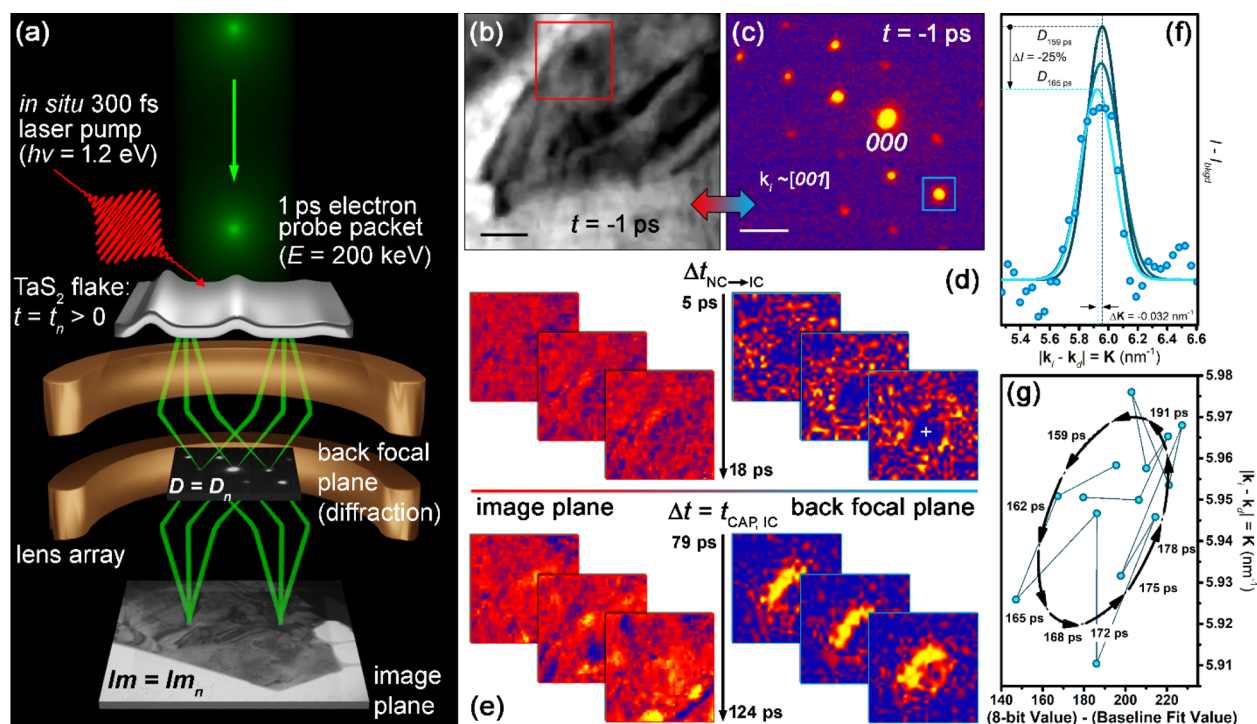 (a)
in situ 300 fs
laser pump
(hν = 1.2 eV)
1 ps electron
probe packet
(E = 200 keV)
TaS₂ flake:
t = tₙ > 0
back focal
plane
(diffraction)
D = Dₙ
lens array
Im = Imₙ
image
plane
(b)
t = -1 ps
(c)
t = -1 ps
000
kᵢ ~[001]
(d)
Δt NC→IC
5 ps
18 ps
image plane
back focal plane
Δt = t CAP, IC
79 ps
124 ps
(e)
(f)
D₁₅₉ ps
ΔI = -25%
D₁₆₅ ps
I - I bkgd
ΔK = -0.032 nm⁻¹
5.4 5.6 5.8 6.0 6.2 6.4 6.6
|kᵢ - k_d| = K (nm⁻¹)
(g)
5.98
5.97
5.96
5.95
5.94
5.93
5.92
5.91
|kᵢ - k_d| = K (nm⁻¹)
191 ps
159 ps
162 ps
178 ps
175 ps
165 ps
168 ps
172 ps
140 160 180 200 220
(8-bit Value) - (Baseline Fit Value)